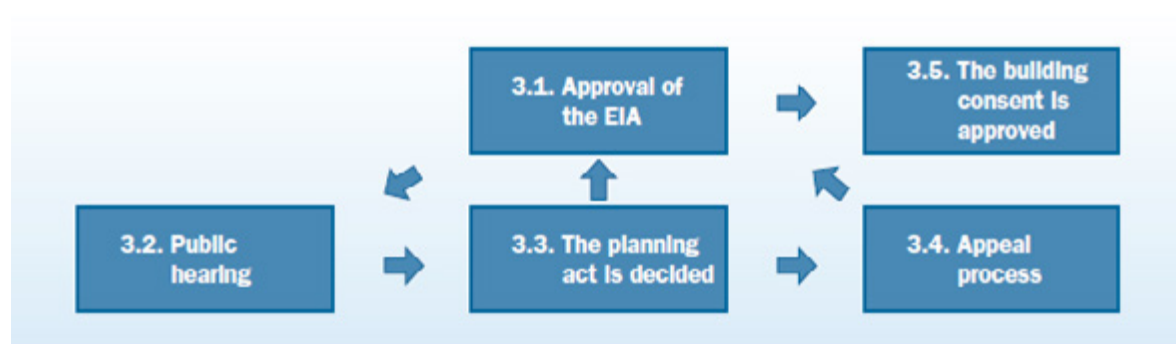 3.1. Approval of
the EIA
3.5. The building
consent is
approved
3.2. Public
hearing
3.3. The planning
act is decided
3.4. Appeal
process